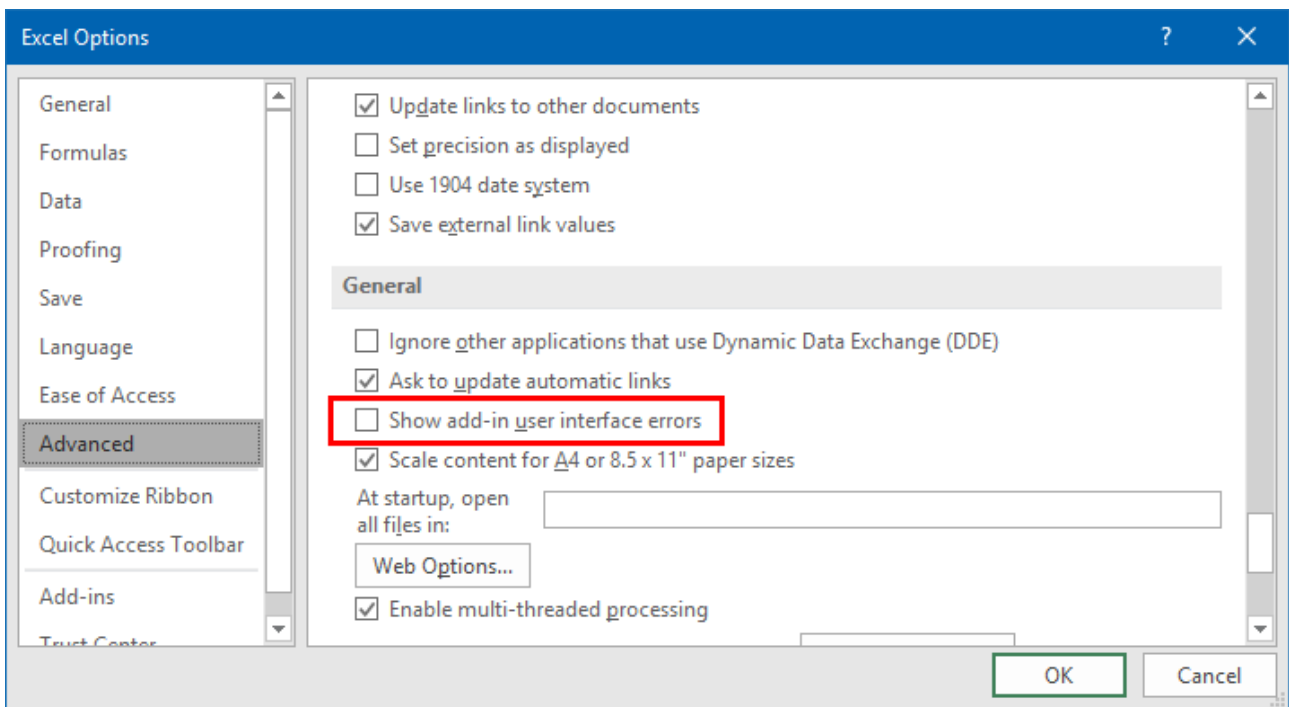 Excel Options
?
General
Formulas
Data
Proofing
Save
Language
Ease of Access
Advanced
Customize Ribbon
Quick Access Toolbar
Add-ins
Trust Center
Update links to other documents
Set precision as displayed
Use 1904 date system
Save external link values
General
Ignore other applications that use Dynamic Data Exchange (DDE)
Ask to update automatic links
Show add-in user interface errors
Scale content for A4 or 8.5 x 11" paper sizes
At startup, open
all files in:
Web Options...
Enable multi-threaded processing
OK
Cancel